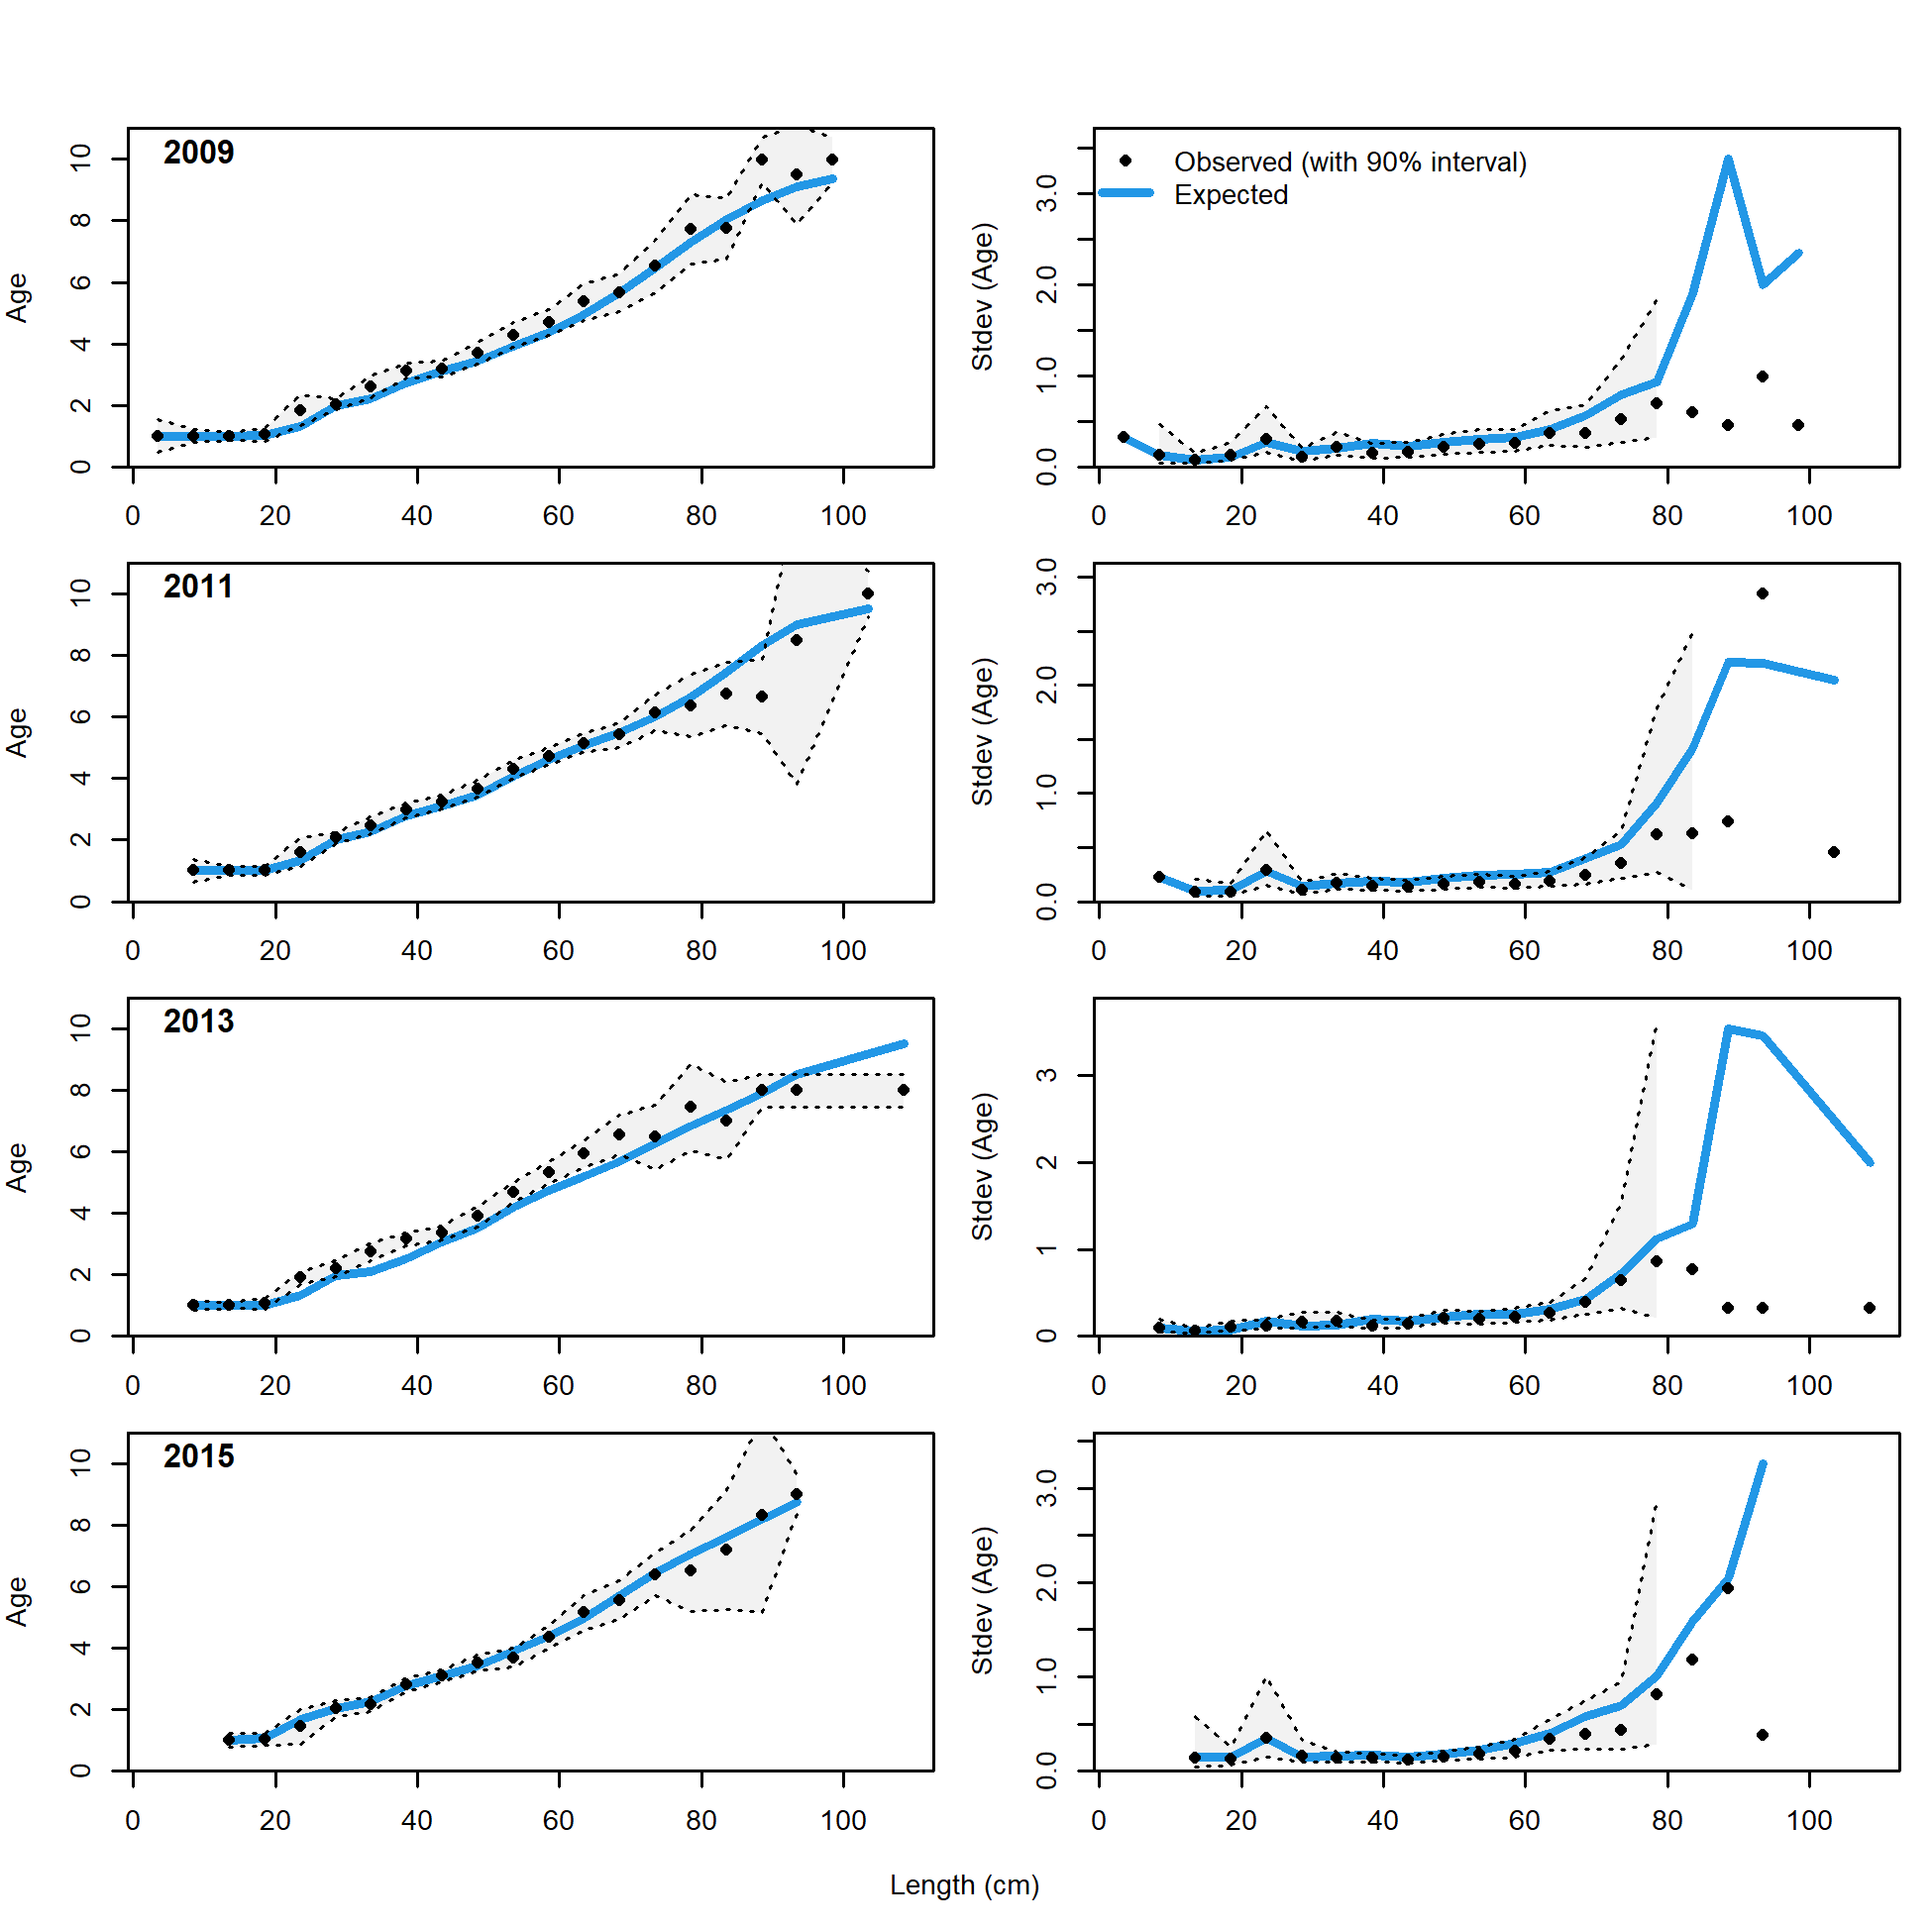 2009
Age
0 2 4 6 8 10
0 20 40 60 80 100
Observed (with 90% interval)
Expected
Stdev (Age)
0.0 1.0 2.0 3.0
0 20 40 60 80 100
2011
Age
0 2 4 6 8 10
0 20 40 60 80 100
Stdev (Age)
0.0 1.0 2.0 3.0
0 20 40 60 80 100
2013
Age
0 2 4 6 8 10
0 20 40 60 80 100
Stdev (Age)
0 1 2 3
0 20 40 60 80 100
2015
Age
0 2 4 6 8 10
0 20 40 60 80 100
Stdev (Age)
0.0 1.0 2.0 3.0
0 20 40 60 80 100
Length (cm)